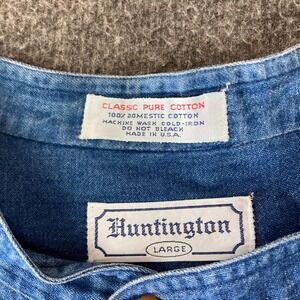 CLASSIC PURE COTTON
100% DOMESTIC COTTON
MACHINE WASH COLD-IRON
DO NOT BLEACH
MADE IN U.S.A.
Huntington
LARGE